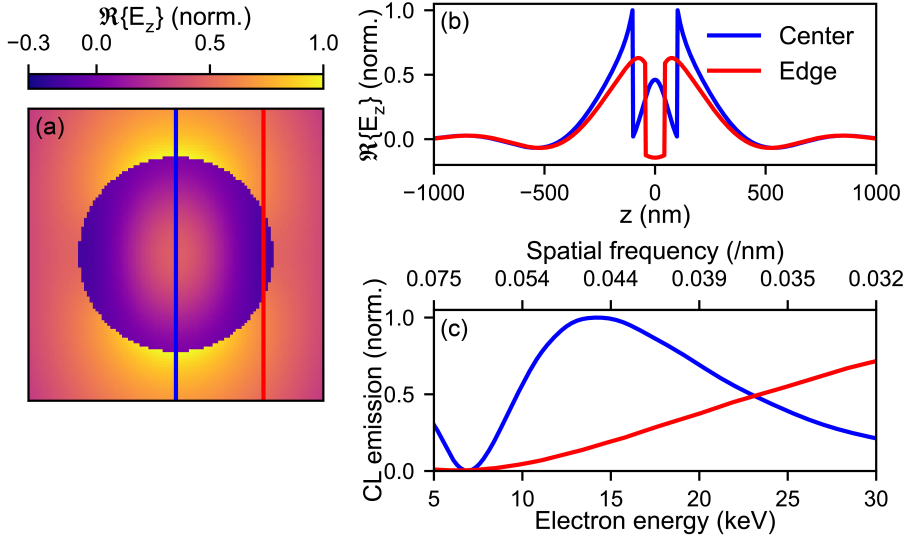 ℜ{E_z} (norm.)
−0.3 0.0 0.5 1.0
(a)
ℜ{E_z} (norm.)
1.0
0.5
0.0
(b)
Center
Edge
−1000 −500 0 500 1000
z (nm)
Spatial frequency (/nm)
0.075 0.054 0.044 0.039 0.035 0.032
CL emission (norm.)
1.0
0.5
0.0
(c)
5 10 15 20 25 30
Electron energy (keV)